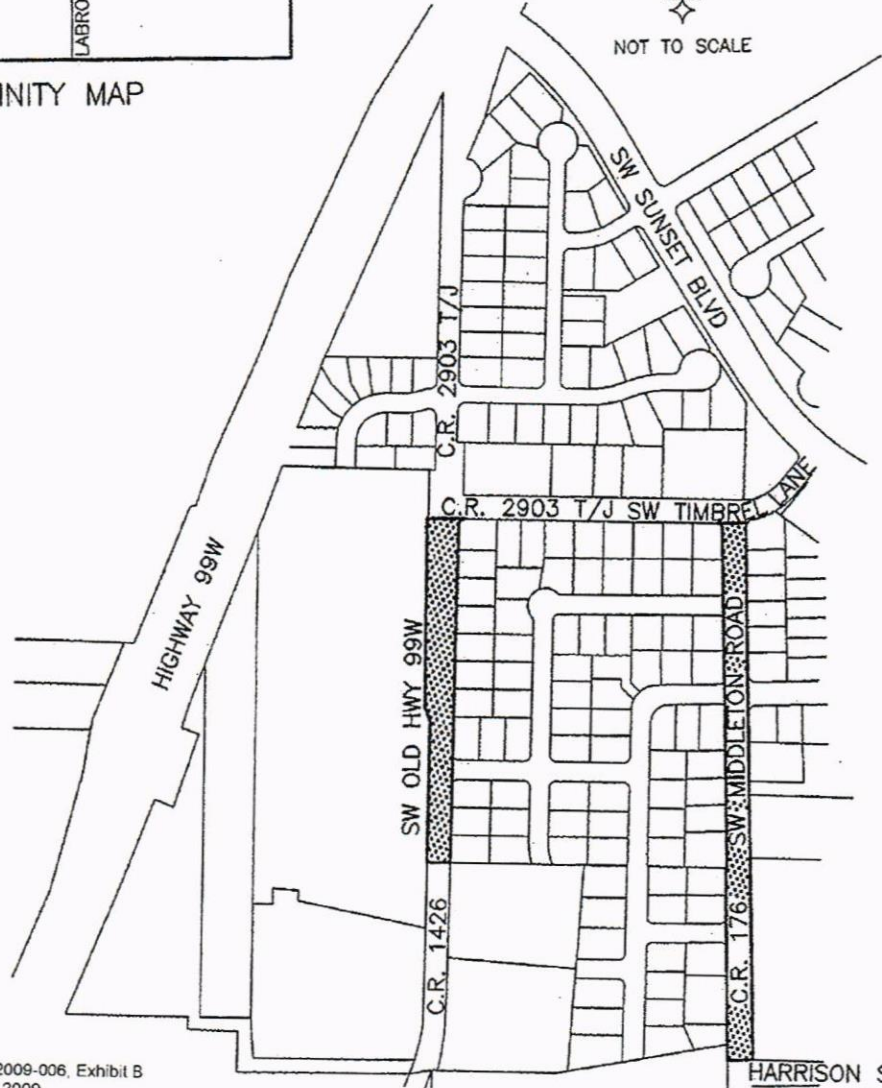 LABRO
NOT TO SCALE
INITY MAP
SW SUNSET BLVD
C.R. 2903 T/J
C.R. 2903 T/J SW TIMBREL LANE
HIGHWAY 99W
SW OLD HWY 99W
SW MIDDLETON ROAD
C.R. 1426
C.R. 176
2009-006, Exhibit B
HARRISON S